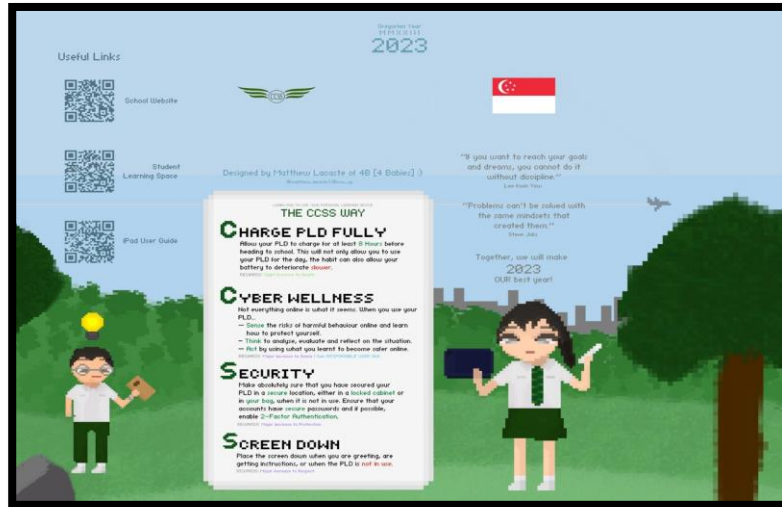 Gregorian Year
MMXXIII
2023
Useful Links
School Website
Student
Learning Space
iPad User Guide
Designed by Matthew Lacoste of 4B [4 Babies] :)
"If you want to reach your goals
and dreams, you cannot do it
without discipline."
Lee Kuan Yew
"Problems can't be solved with
the same mindsets that
created them."
Steve Jobs
Together, we will make
2023
OUR best year!
THE CCSS WAY
CHARGE PLD FULLY
Allow your PLD to charge for at least 8 Hours before
heading to school. This will not only allow you to use
your PLD for the day, the habit can also allow your
battery to deteriorate slower.
CYBER WELLNESS
Not everything online is what it seems. When you use your
PLD...
— Sense the risks of harmful behaviour online and learn
how to protect yourself.
— Think to analyse, evaluate and reflect on the situation.
— Act by using what you learnt to become safer online.
SECURITY
Make absolutely sure that you have secured your
PLD in a secure location, either in a locked cabinet or
in your bag, when it is not in use. Ensure that your
accounts have secure passwords and if possible,
enable 2-Factor Authentication.
SCREEN DOWN
Place the screen down when you are greeting, are
getting instructions, or when the PLD is not in use.